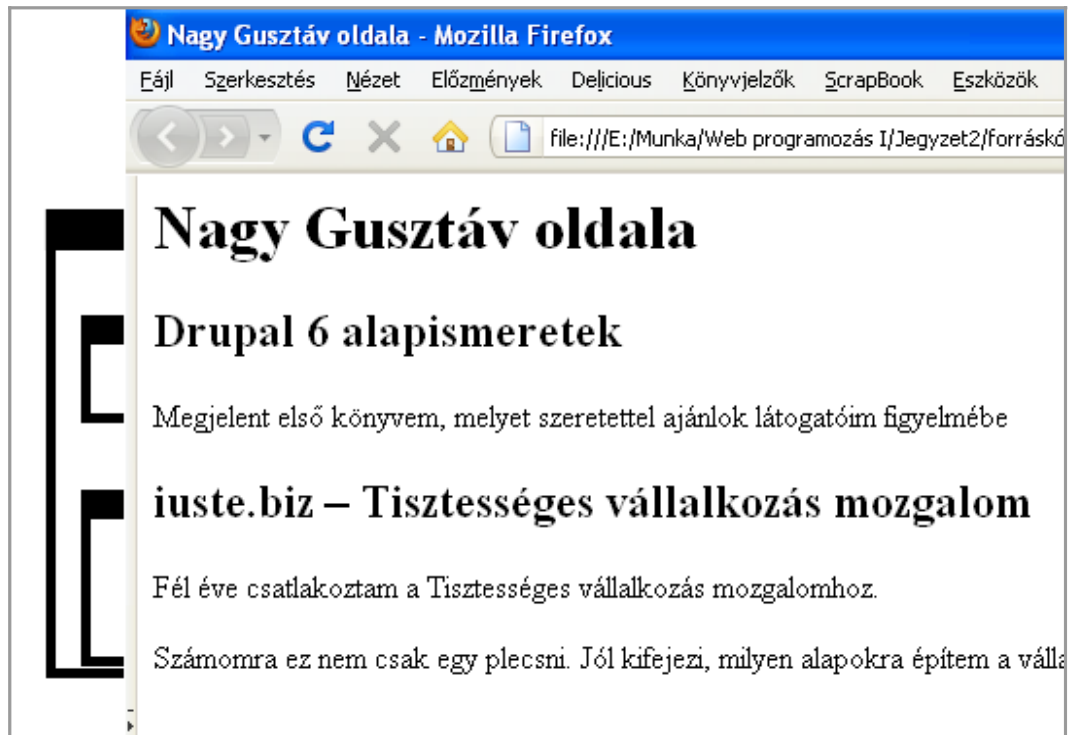 Nagy Gusztáv oldala - Mozilla Firefox
Fájl Szerkesztés Nézet Előzmények Delicious Könyvjelzők ScrapBook Eszközök
file:///E:/Munka/Web programozás I/Jegyzet2/forráskó
Nagy Gusztáv oldala
Drupal 6 alapismeretek
Megjelent első könyvem, melyet szeretettel ajánlok látogatóim figyelmébe
iuste.biz – Tisztességes vállalkozás mozgalom
Fél éve csatlakoztam a Tisztességes vállalkozás mozgalomhoz.
Számomra ez nem csak egy plecsni. Jól kifejezi, milyen alapokra építem a válla